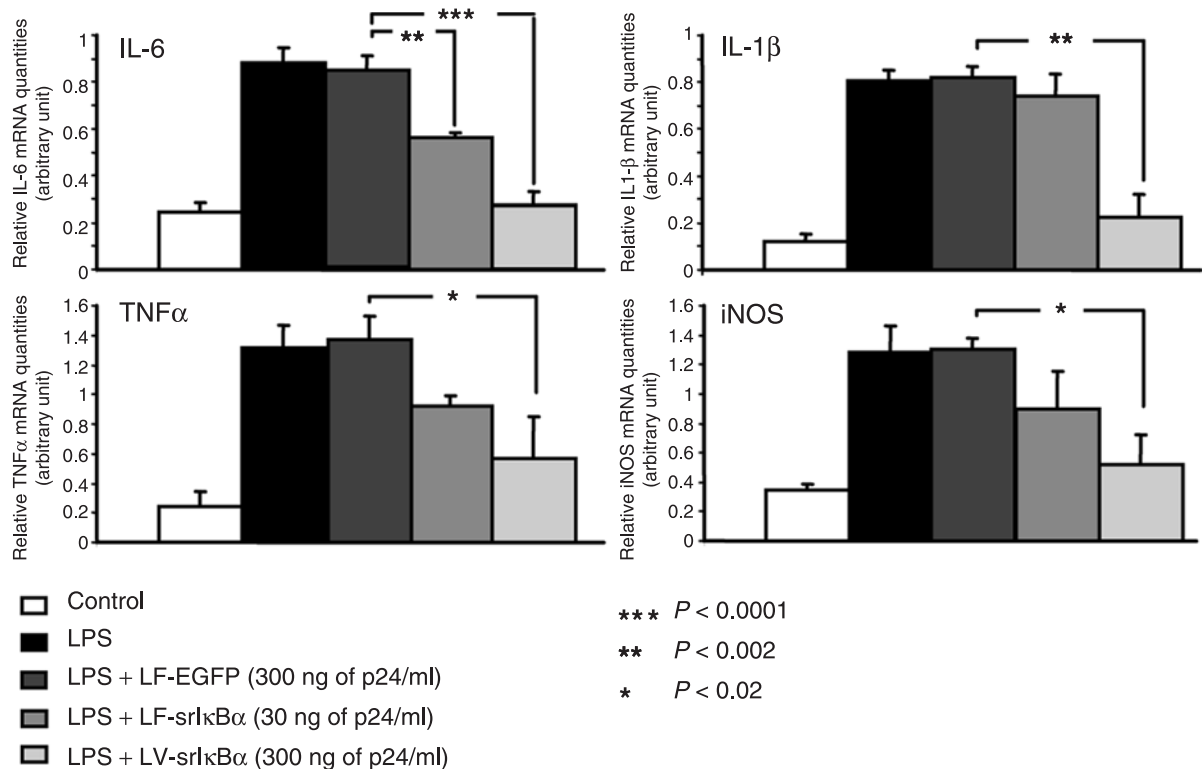 IL-6
***
**
Relative IL-6 mRNA quantities
(arbitrary unit)
1
0.8
0.6
0.4
0.2
0
IL-1β
**
Relative IL1-β mRNA quantities
(arbitrary unit)
1
0.8
0.6
0.4
0.2
0
TNFα
*
Relative TNFα mRNA quantities
(arbitrary unit)
1.6
1.4
1.2
1
0.6
0.4
0.2
0
iNOS
*
Relative iNOS mRNA quantities
(arbitrary unit)
1.6
1.4
1.2
1
0.6
0.4
0.2
0
Control
LPS
LPS + LF-EGFP (300 ng of p24/ml)
LPS + LF-srIκBα (30 ng of p24/ml)
LPS + LV-srIκBα (300 ng of p24/ml)
*** P < 0.0001
** P < 0.002
* P < 0.02